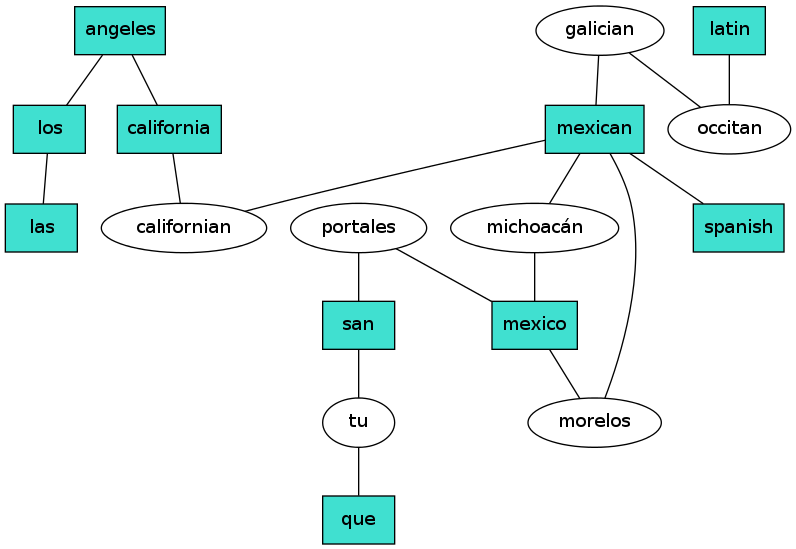 angeles
galician
latin
los
california
mexican
occitan
las
californian
portales
michoacán
spanish
san
mexico
tu
morelos
que